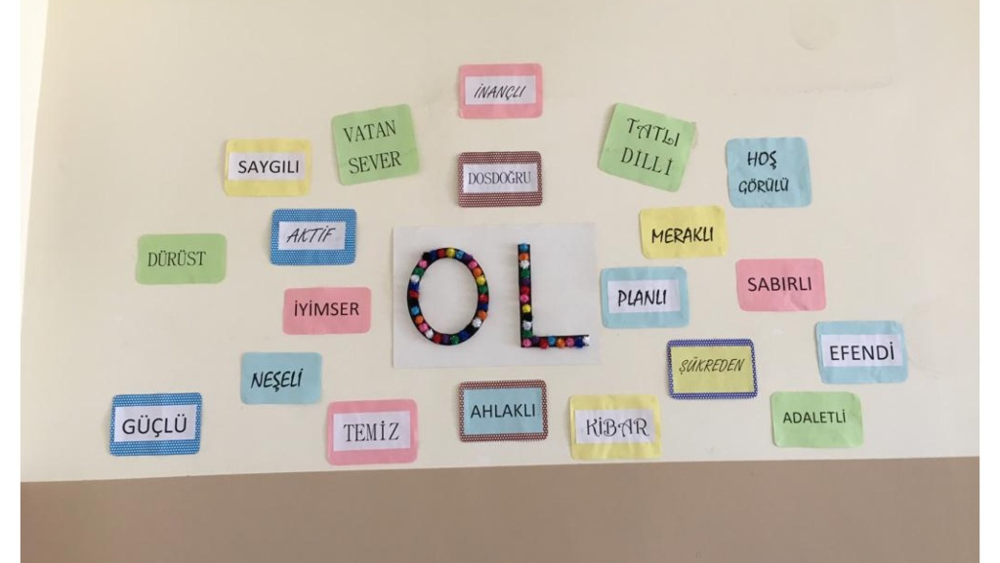 İNANÇLI
VATAN
SEVER
TATLI
DİLLİ
SAYGILI
DOSDOĞRU
HOŞ
GÖRÜLÜ
AKTİF
MERAKLI
DÜRÜST
OL
İYİMSER
PLANLI
SABIRLI
NEŞELİ
ŞÜKREDEN
EFENDİ
GÜÇLÜ
TEMİZ
AHLAKLI
KİBAR
ADALETLİ